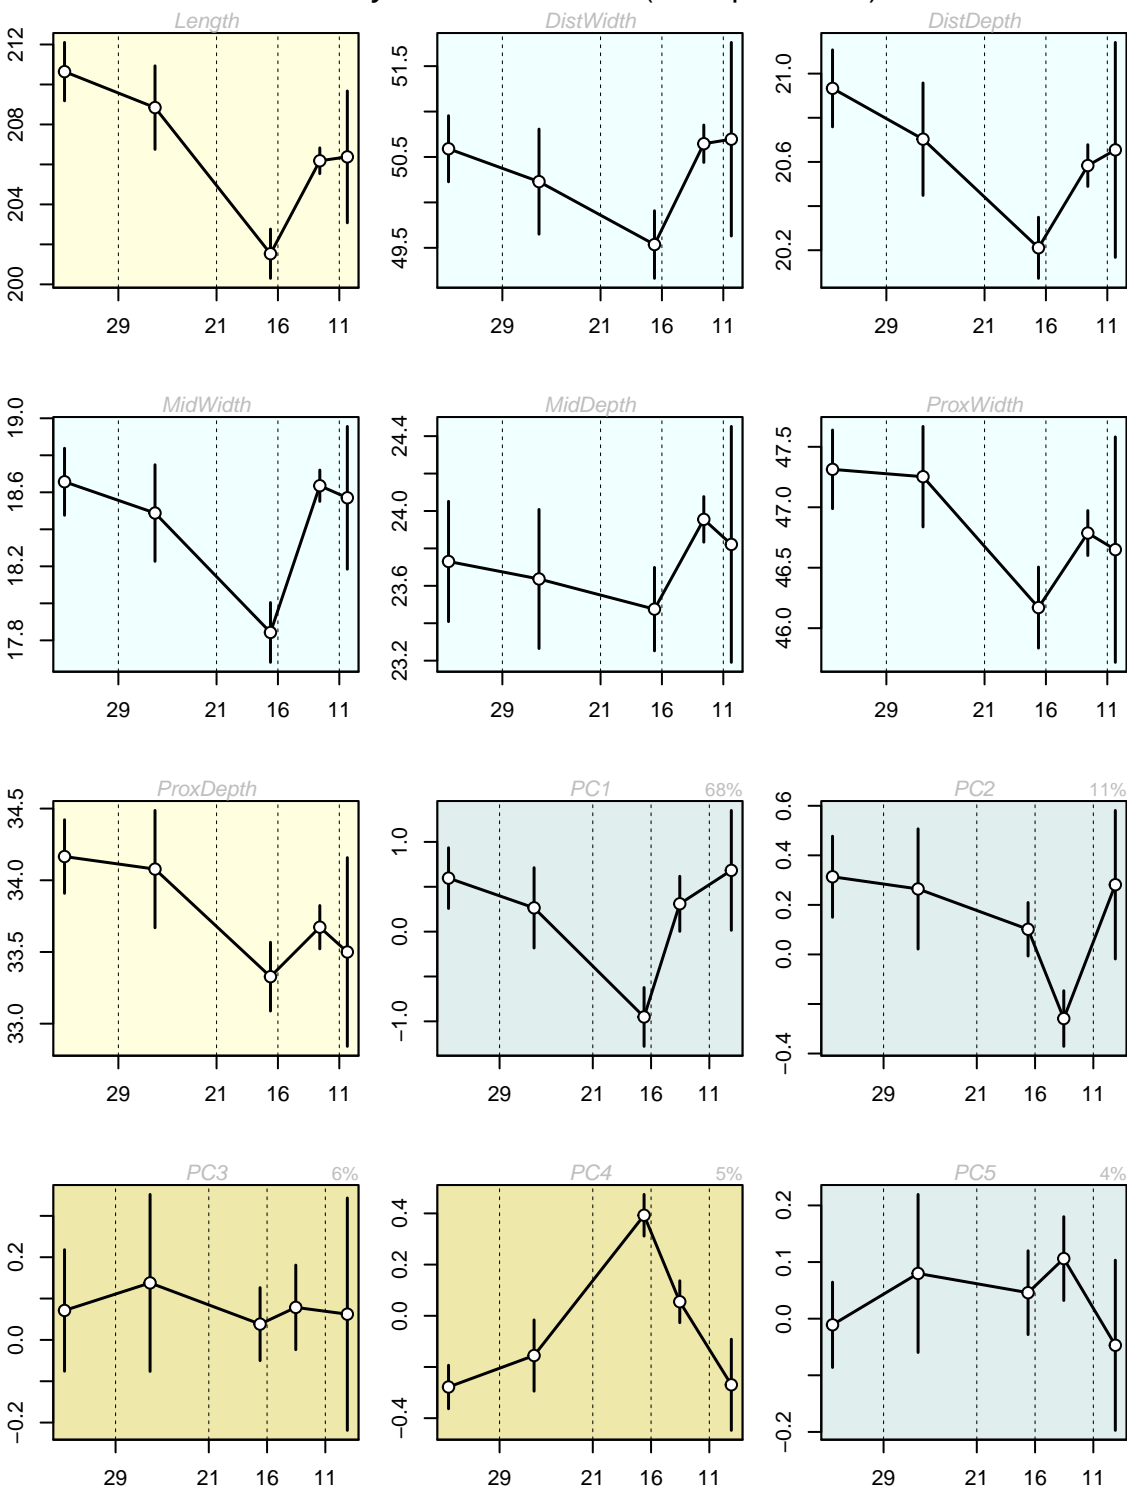 Length DistWidth DistDepth
212 208 204 200
51.5 50.5 49.5
21.0 20.6 20.2
29 21 16 11 29 21 16 11 29 21 16 11
MidWidth MidDepth ProxWidth
19.0 18.6 18.2 17.8
24.4 24.0 23.6 23.2
47.5 47.0 46.5 46.0
29 21 16 11 29 21 16 11 29 21 16 11
ProxDepth PC1 68% PC2 11%
34.5 34.0 33.5 33.0
1.0 0.0 −1.0
0.6 0.4 0.2 0.0 −0.4
29 21 16 11 29 21 16 11 29 21 16 11
PC3 6% PC4 5% PC5 4%
0.2 0.0 −0.2
0.4 0.2 0.0 −0.4
0.2 0.1 0.0 −0.2
29 21 16 11 29 21 16 11 29 21 16 11